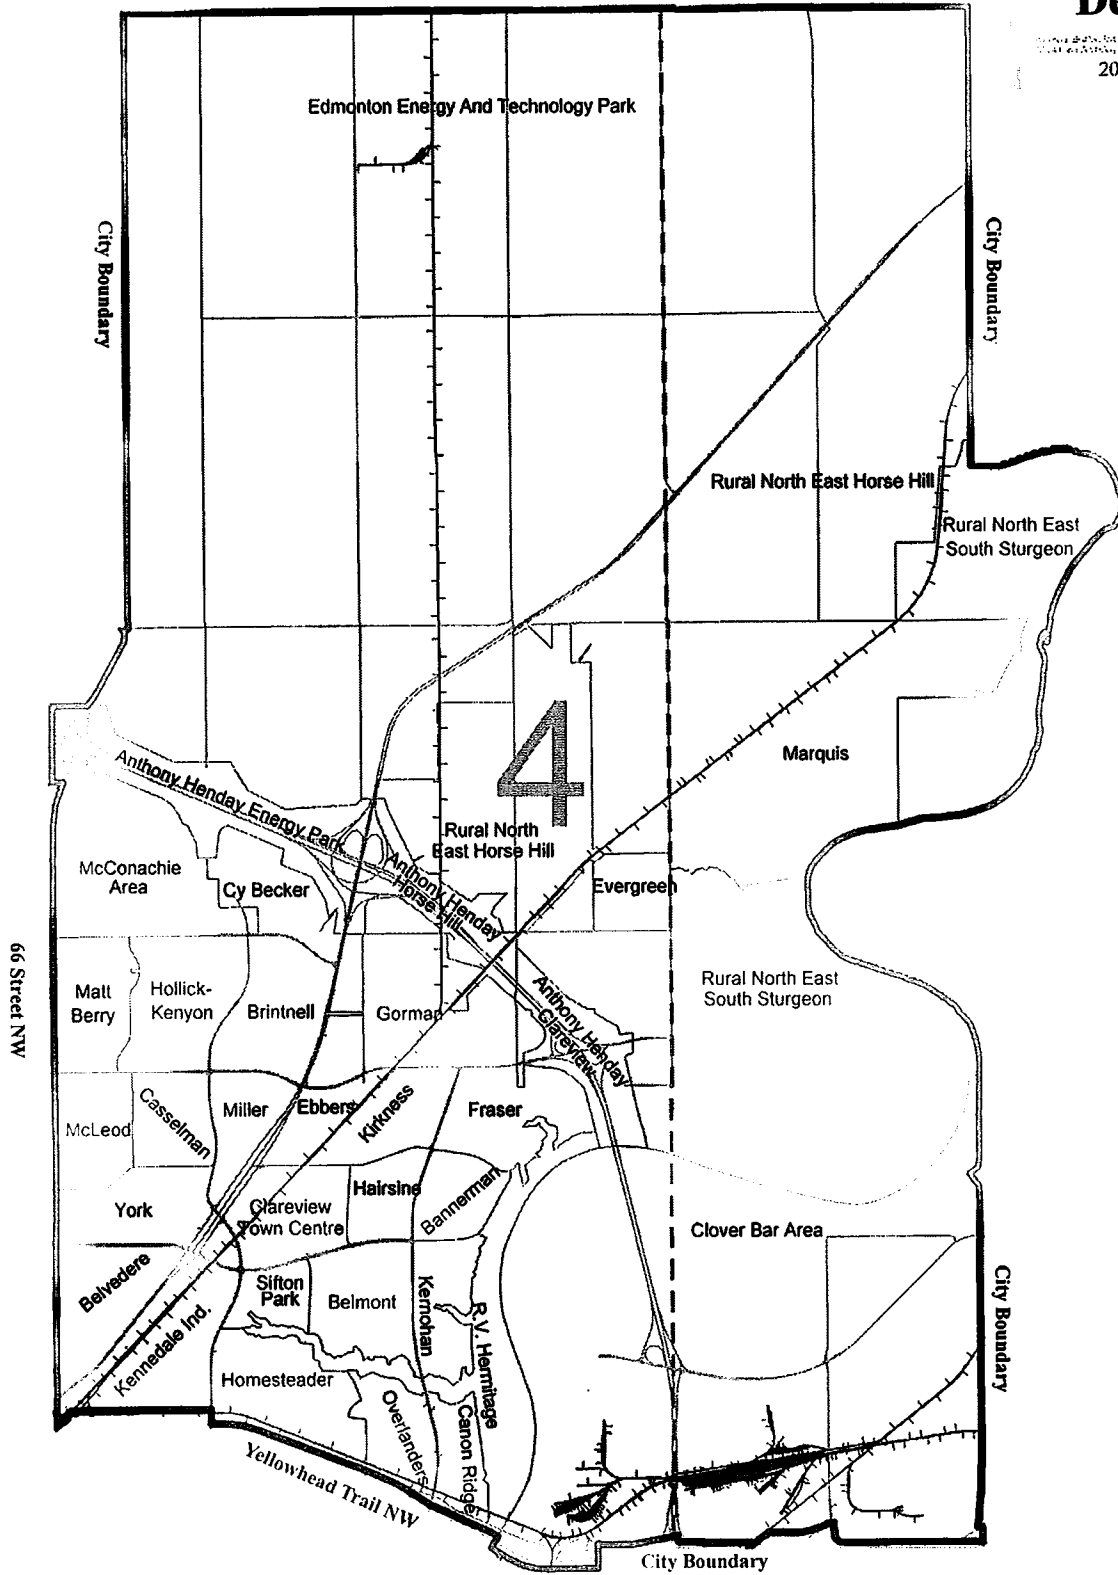 De
20
Edmonton Energy And Technology Park
City Boundary
City Boundary
Rural North East Horse Hill
Rural North East
South Sturgeon
4
Marquis
Anthony Henday Energy Park
Rural North
East Horse Hill
McConachie
Area
Cy Becker
Anthony Henday
Horse Hill
Evergreen
66 Street NW
Matt
Berry
Hollick-
Kenyon
Brintnell
Gorman
Anthony Henday
Clareview
Rural North East
South Sturgeon
McLeod
Casselman
Miller
Ebbers
Kirkness
Fraser
York
Clareview
Town Centre
Hairsine
Bannerman
Clover Bar Area
Belvedere
Kennedale Ind.
Sifton
Park
Belmont
Kernohan
R.V. Hermitage
City Boundary
Homesteader
Overlanders
Canon Ridge
Yellowhead Trail NW
City Boundary